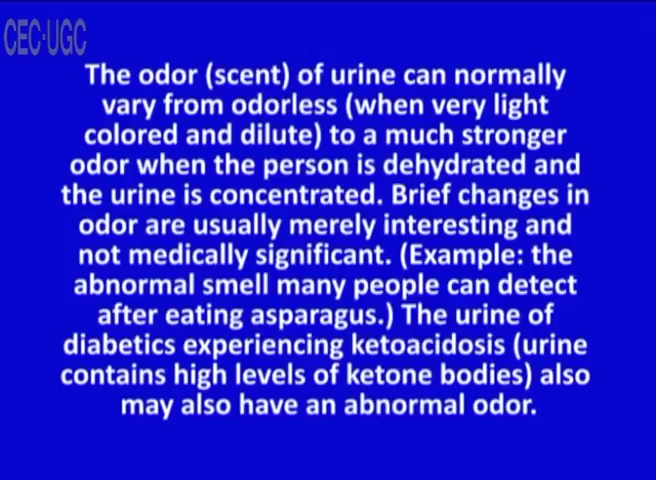 CEC-UGC
The odor (scent) of urine can normally
vary from odorless (when very light
colored and dilute) to a much stronger
odor when the person is dehydrated and
the urine is concentrated. Brief changes in
odor are usually merely interesting and
not medically significant. (Example: the
abnormal smell many people can detect
after eating asparagus.) The urine of
diabetics experiencing ketoacidosis (urine
contains high levels of ketone bodies) also
may also have an abnormal odor.